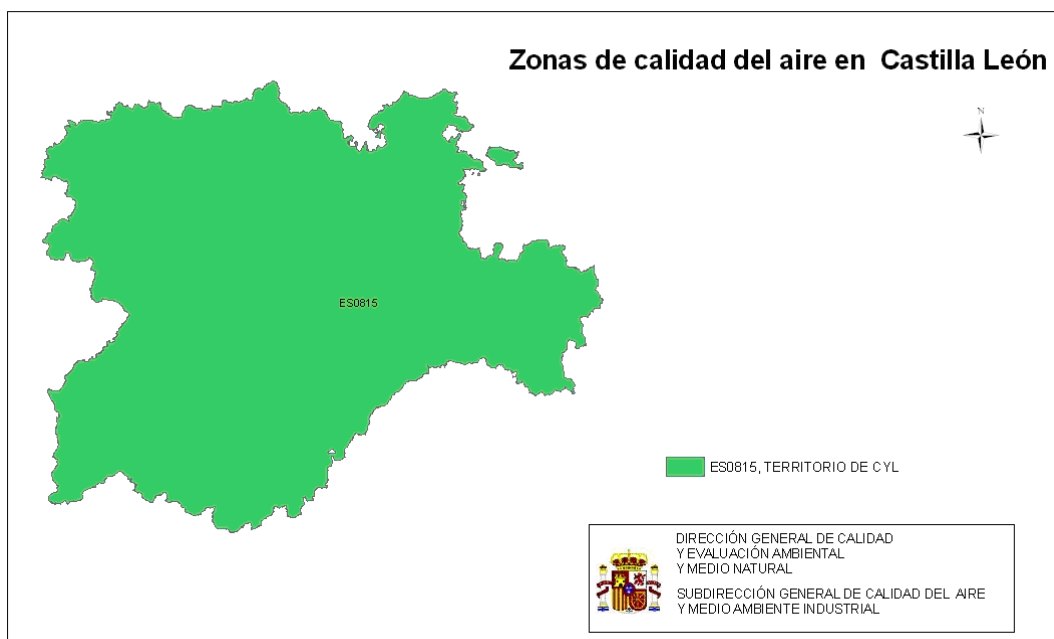 Zonas de calidad del aire en Castilla León
N
ES0815
ES0815, TERRITORIO DE CYL
DIRECCIÓN GENERAL DE CALIDAD
Y EVALUACIÓN AMBIENTAL
Y MEDIO NATURAL
SUBDIRECCIÓN GENERAL DE CALIDAD DEL AIRE
Y MEDIO AMBIENTE INDUSTRIAL